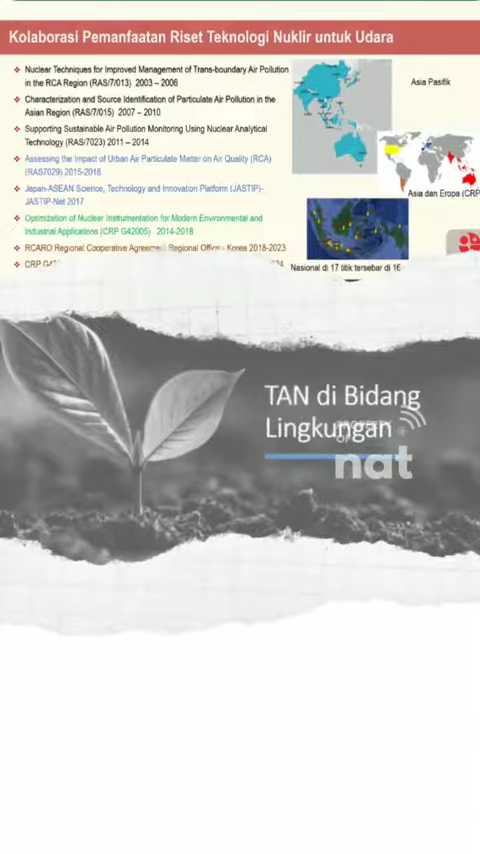 Kolaborasi Pemanfaatan Riset Teknologi Nuklir untuk Udara
Nuclear Techniques for Improved Management of Trans-boundary Air Pollution
in the RCA Region (RAS/7/013) 2003 – 2006
Characterization and Source Identification of Particulate Air Pollution in the
Asian Region (RAS/7/015) 2007 – 2010
Supporting Sustainable Air Pollution Monitoring Using Nuclear Analytical
Technology (RAS/7023) 2011 – 2014
Assessing the Impact of Urban Air Particulate Matter on Air Quality (RCA)
(RAS7029) 2015-2018
Japan-ASEAN Science, Technology and Innovation Platform (JASTIP)-
JASTIP-Net 2017
Optimization of Nuclear Instrumentation for Modern Environmental and
Industrial Applications (CRP G42005) 2014-2018
RCARO Regional Cooperative Agreement Regional Office - Korea 2018-2023
Asia Pasifik
Asia dan Eropa (CRP
Nasional di 17 titik tersebar di 16
TAN di Bidang
Lingkungan
PROPERTY
OF
nat